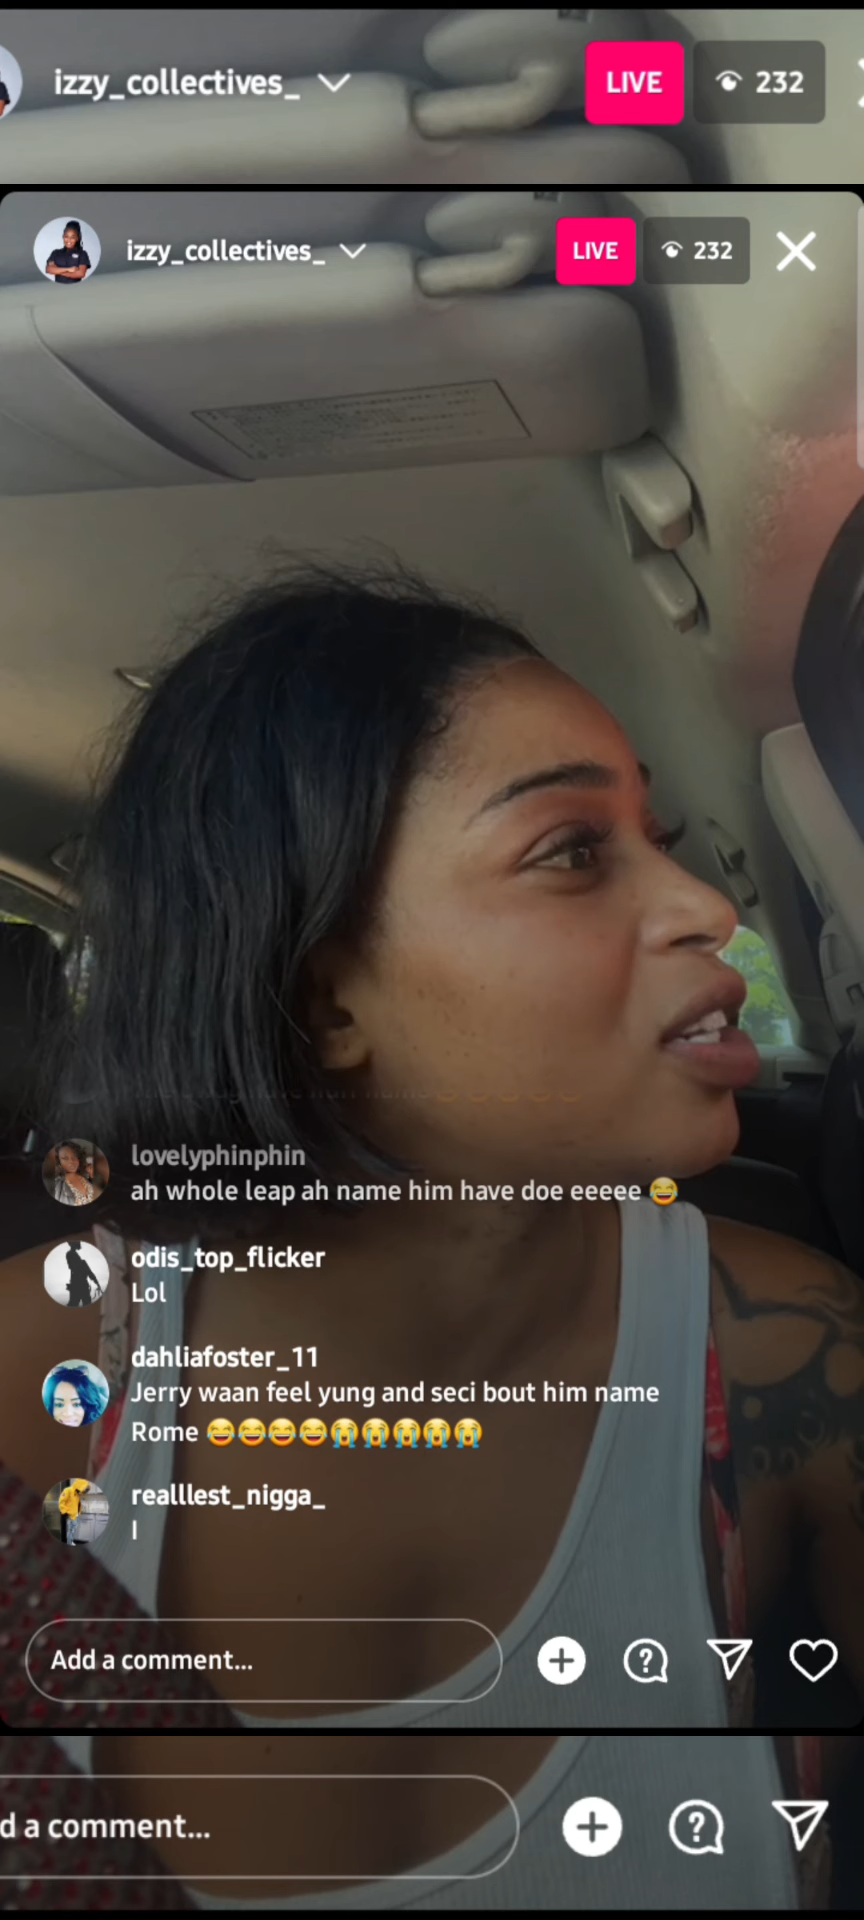 izzy_collectives_
LIVE 232
izzy_collectives_
LIVE 232
lovelyphinphin
ah whole leap ah name him have doe eeeee 😂
odis_top_flicker
Lol
dahliafoster_11
Jerry waan feel yung and seci bout him name
Rome 😂😂😂😂😭😭😭😭😭
realllest_nigga_
I
Add a comment...
d a comment...